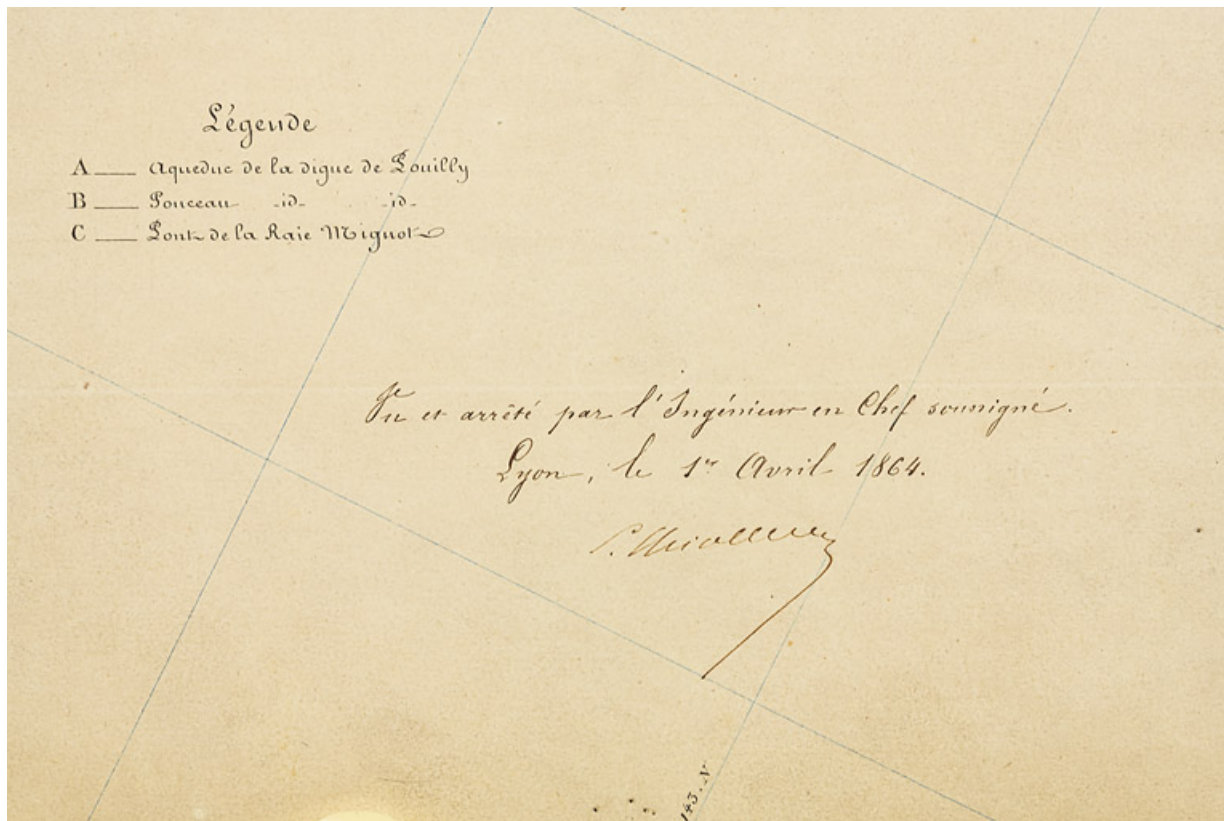 Légende
A ___ Aqueduc de la digue de Pouilly
B ___ Ponceau -id- -id-
C ___ Pont de la Raie Mignot
Vu et arrêté par l'Ingénieur en Chef soussigné.
Lyon, le 1er Avril 1864.
143. N